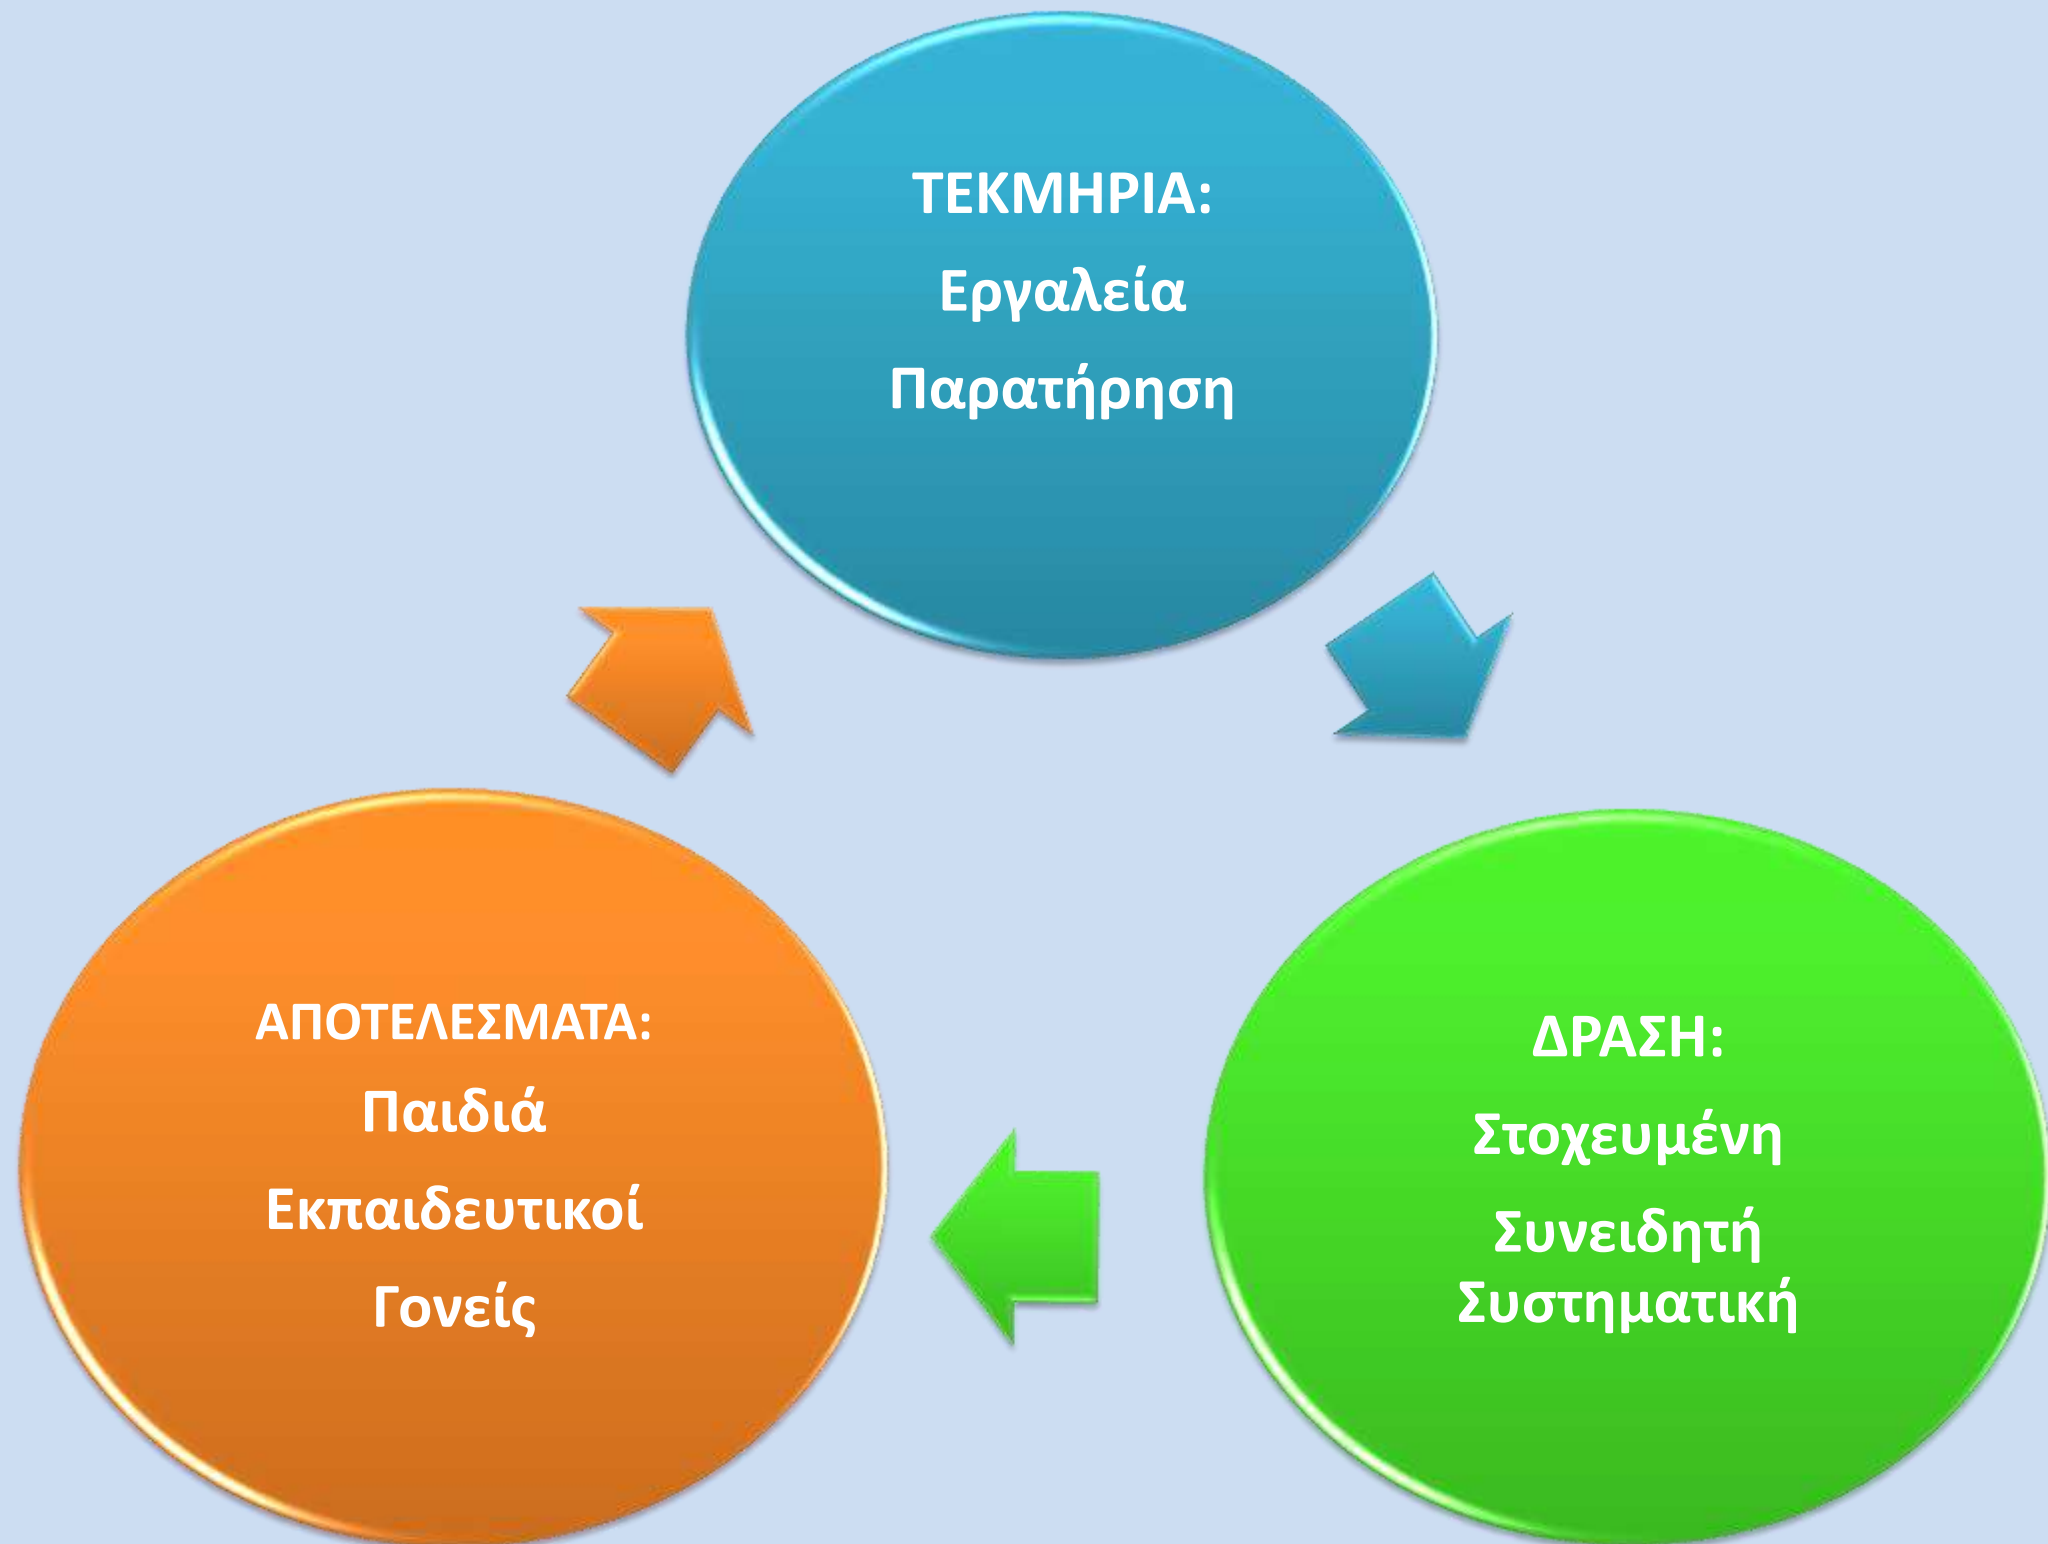 ΤΕΚΜΗΡΙΑ:
Εργαλεία
Παρατήρηση
ΔΡΑΣΗ:
Στοχευμένη
Συνειδητή
Συστηματική
ΑΠΟΤΕΛΕΣΜΑΤΑ:
Παιδιά
Εκπαιδευτικοί
Γονείς